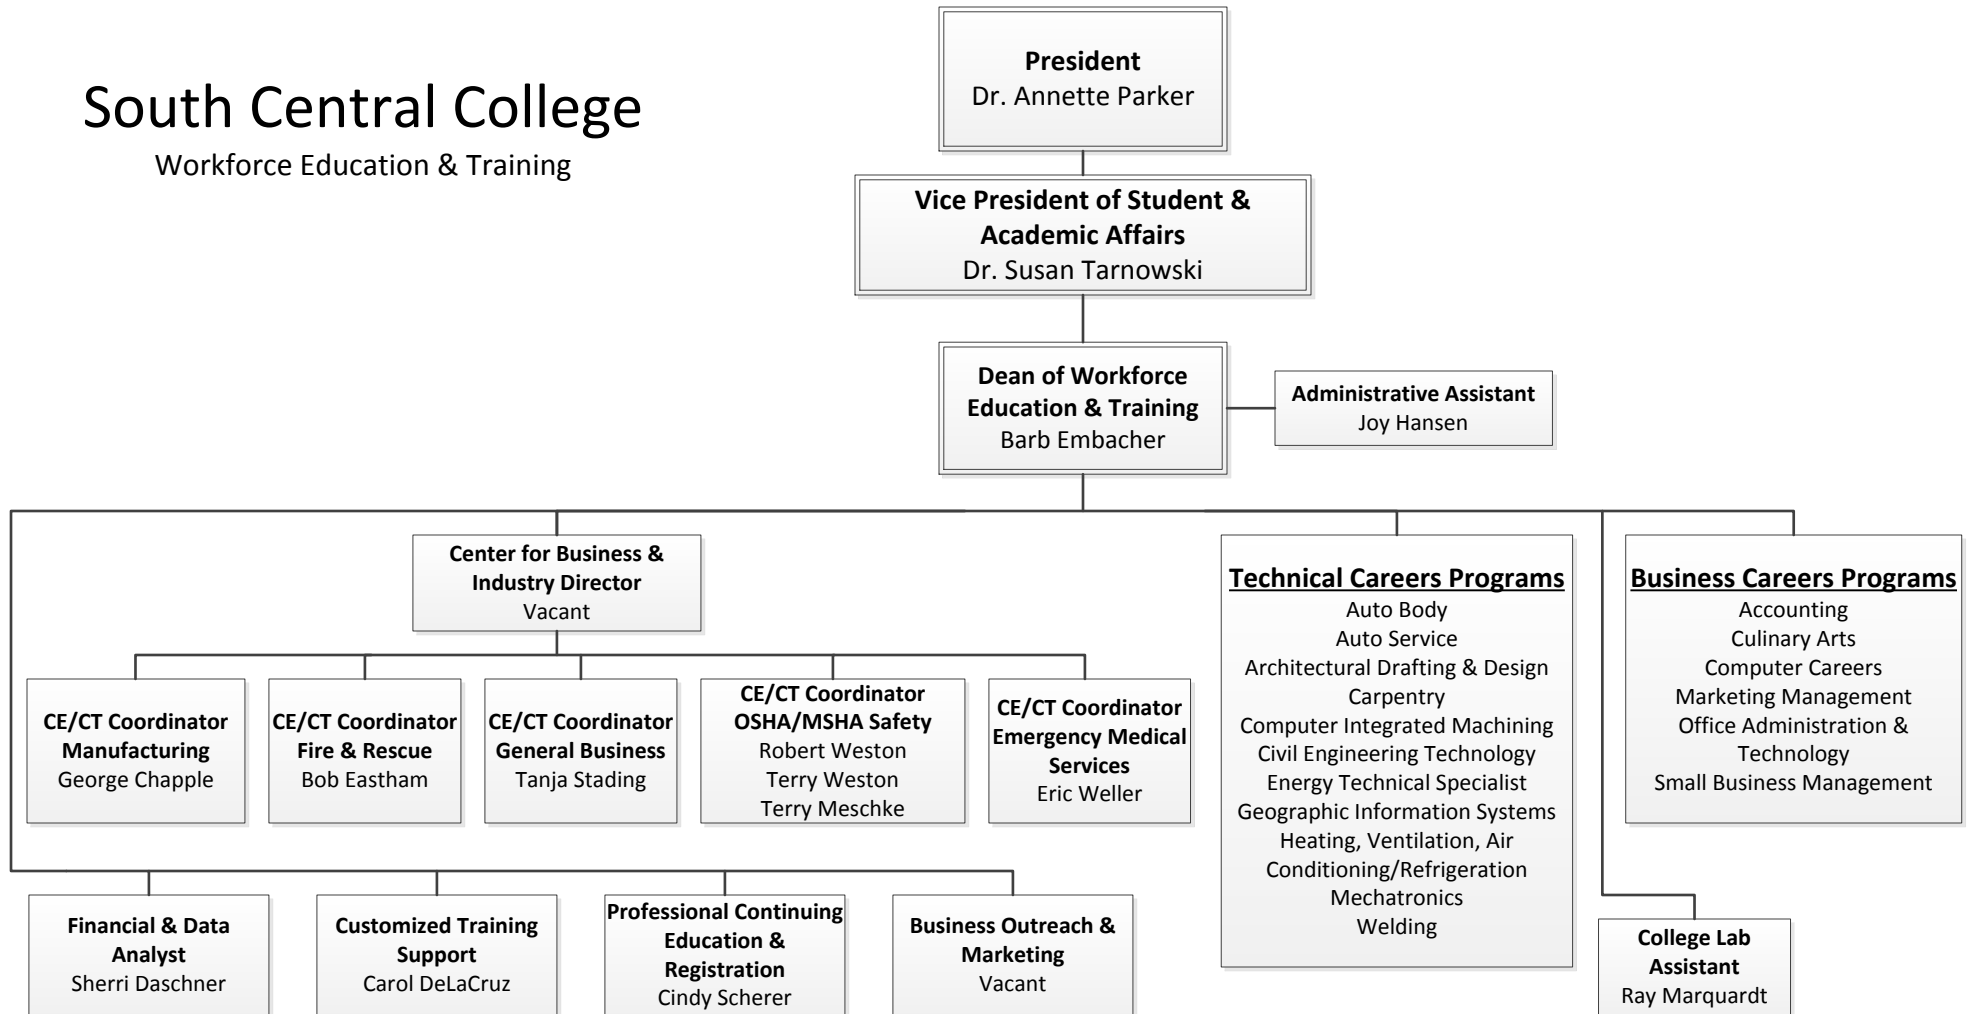 South Central College
Workforce Education & Training
President
Dr. Annette Parker
Vice President of Student &
Academic Affairs
Dr. Susan Tarnowski
Dean of Workforce
Education & Training
Barb Embacher
Administrative Assistant
Joy Hansen
Center for Business &
Industry Director
Vacant
CE/CT Coordinator
Manufacturing
George Chapple
CE/CT Coordinator
Fire & Rescue
Bob Eastham
CE/CT Coordinator
General Business
Tanja Stading
CE/CT Coordinator
OSHA/MSHA Safety
Robert Weston
Terry Weston
Terry Meschke
CE/CT Coordinator
Emergency Medical
Services
Eric Weller
Technical Careers Programs
Auto Body
Auto Service
Architectural Drafting & Design
Carpentry
Computer Integrated Machining
Civil Engineering Technology
Energy Technical Specialist
Geographic Information Systems
Heating, Ventilation, Air
Conditioning/Refrigeration
Mechatronics
Welding
Business Careers Programs
Accounting
Culinary Arts
Computer Careers
Marketing Management
Office Administration &
Technology
Small Business Management
Financial & Data
Analyst
Sherri Daschner
Customized Training
Support
Carol DeLaCruz
Professional Continuing
Education &
Registration
Cindy Scherer
Business Outreach &
Marketing
Vacant
College Lab
Assistant
Ray Marquardt